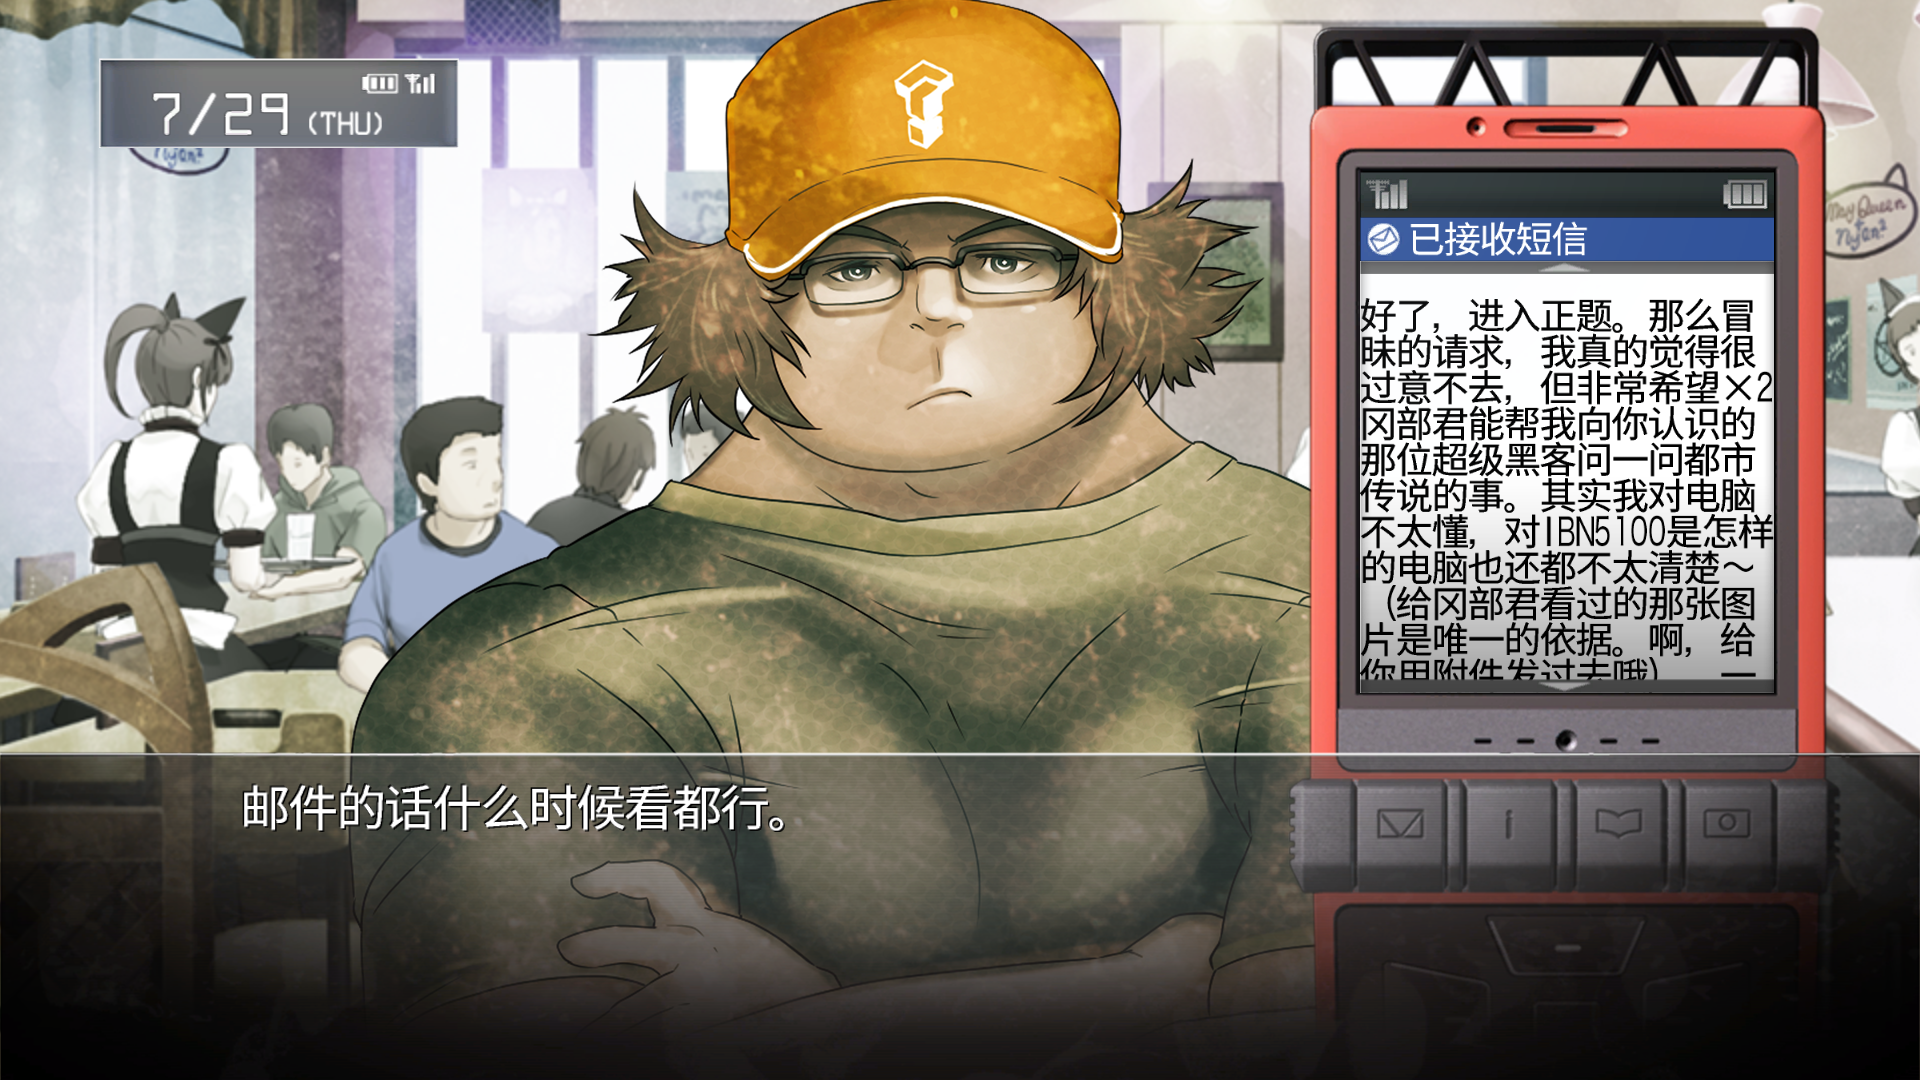 7/29 (THU)
Nyan²
May Queen
Nyan²
?
已接收短信
好了，进入正题。那么冒
昧的请求，我真的觉得很
过意不去，但非常希望×2
冈部君能帮我向你认识的
那位超级黑客问一问都市
传说的事。其实我对电脑
不太懂，对IBN5100是怎样
的电脑也还都不太清楚～
（给冈部君看过的那张图
片是唯一的依据。啊，给
你用附件发过去哦）　一
邮件的话什么时候看都行。